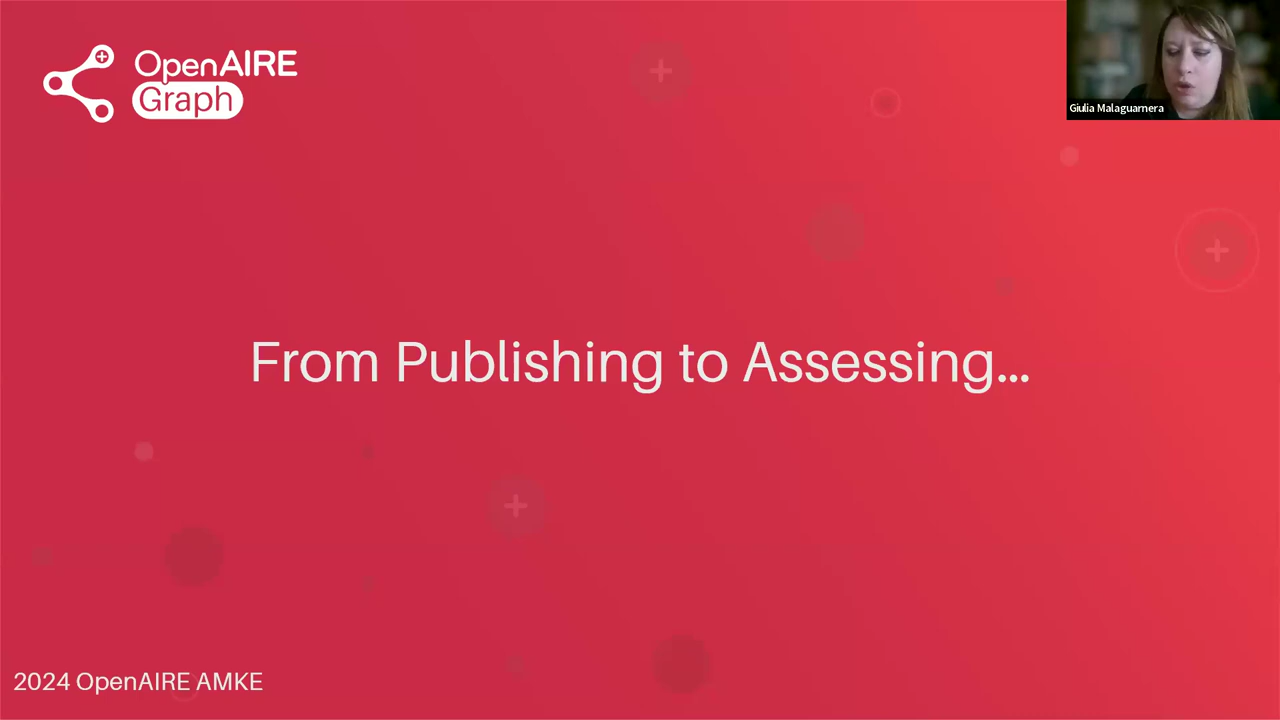 OpenAIRE
Graph
Giulia Malaguarnera
From Publishing to Assessing...
2024 OpenAIRE AMKE